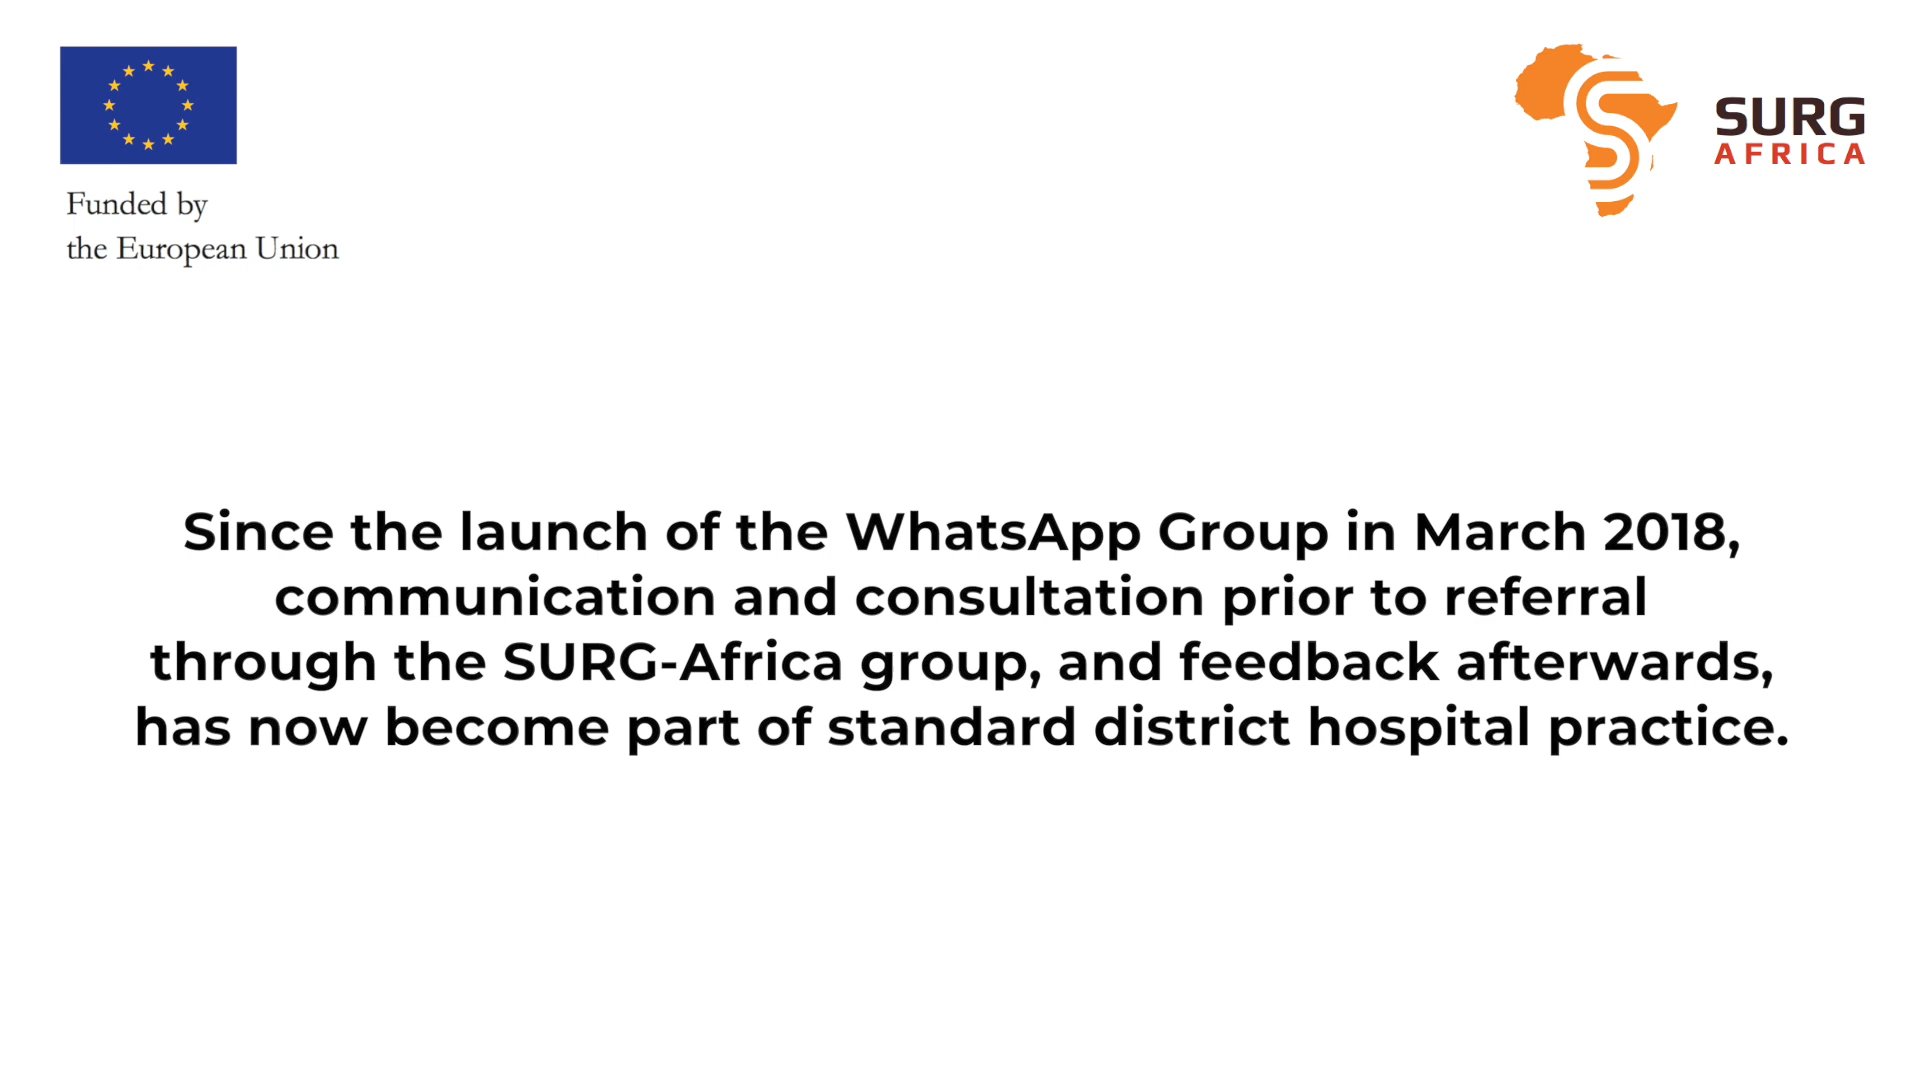 Funded by
the European Union
SURG
AFRICA
Since the launch of the WhatsApp Group in March 2018,
communication and consultation prior to referral
through the SURG-Africa group, and feedback afterwards,
has now become part of standard district hospital practice.